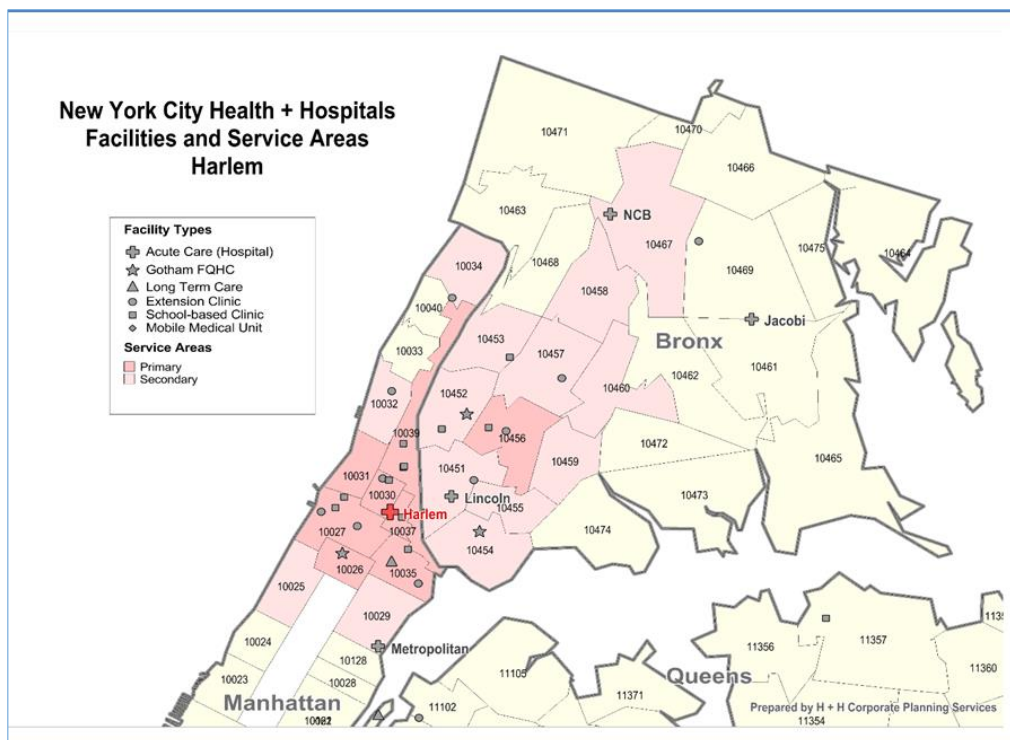 New York City Health + Hospitals
Facilities and Service Areas
Harlem
Facility Types
Acute Care (Hospital)
Gotham FQHC
Long Term Care
Extension Clinic
School-based Clinic
Mobile Medical Unit
Service Areas
Primary
Secondary
10471
10470
10466
10463
NCB
10467
10475
10464
10468
10469
10034
10458
10040
Jacobi
10033
10453
10457
Bronx
10461
10462
10452
10460
10032
10039
10456
10472
10465
10451
10459
10031
10030
Lincoln
10473
10455
Harlem
10027
10037
10474
10454
10026
10035
10025
10029
10024
Metropolitan
11356
11357
10128
11105
11360
10023
10028
Queens
11371
Manhattan
11102
Prepared by H + H Corporate Planning Services
11354